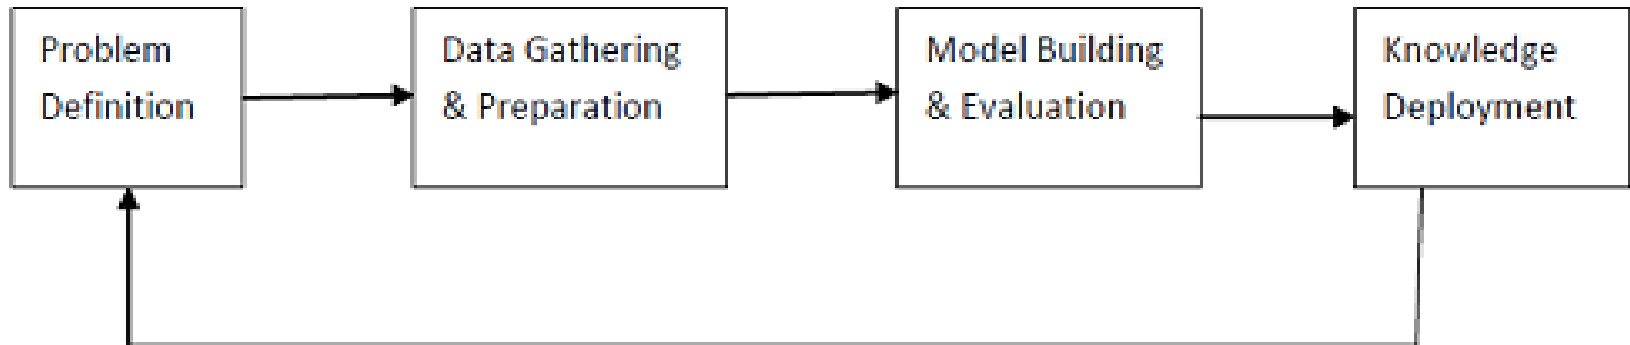 Problem
Definition
Data Gathering
& Preparation
Model Building
& Evaluation
Knowledge
Deployment